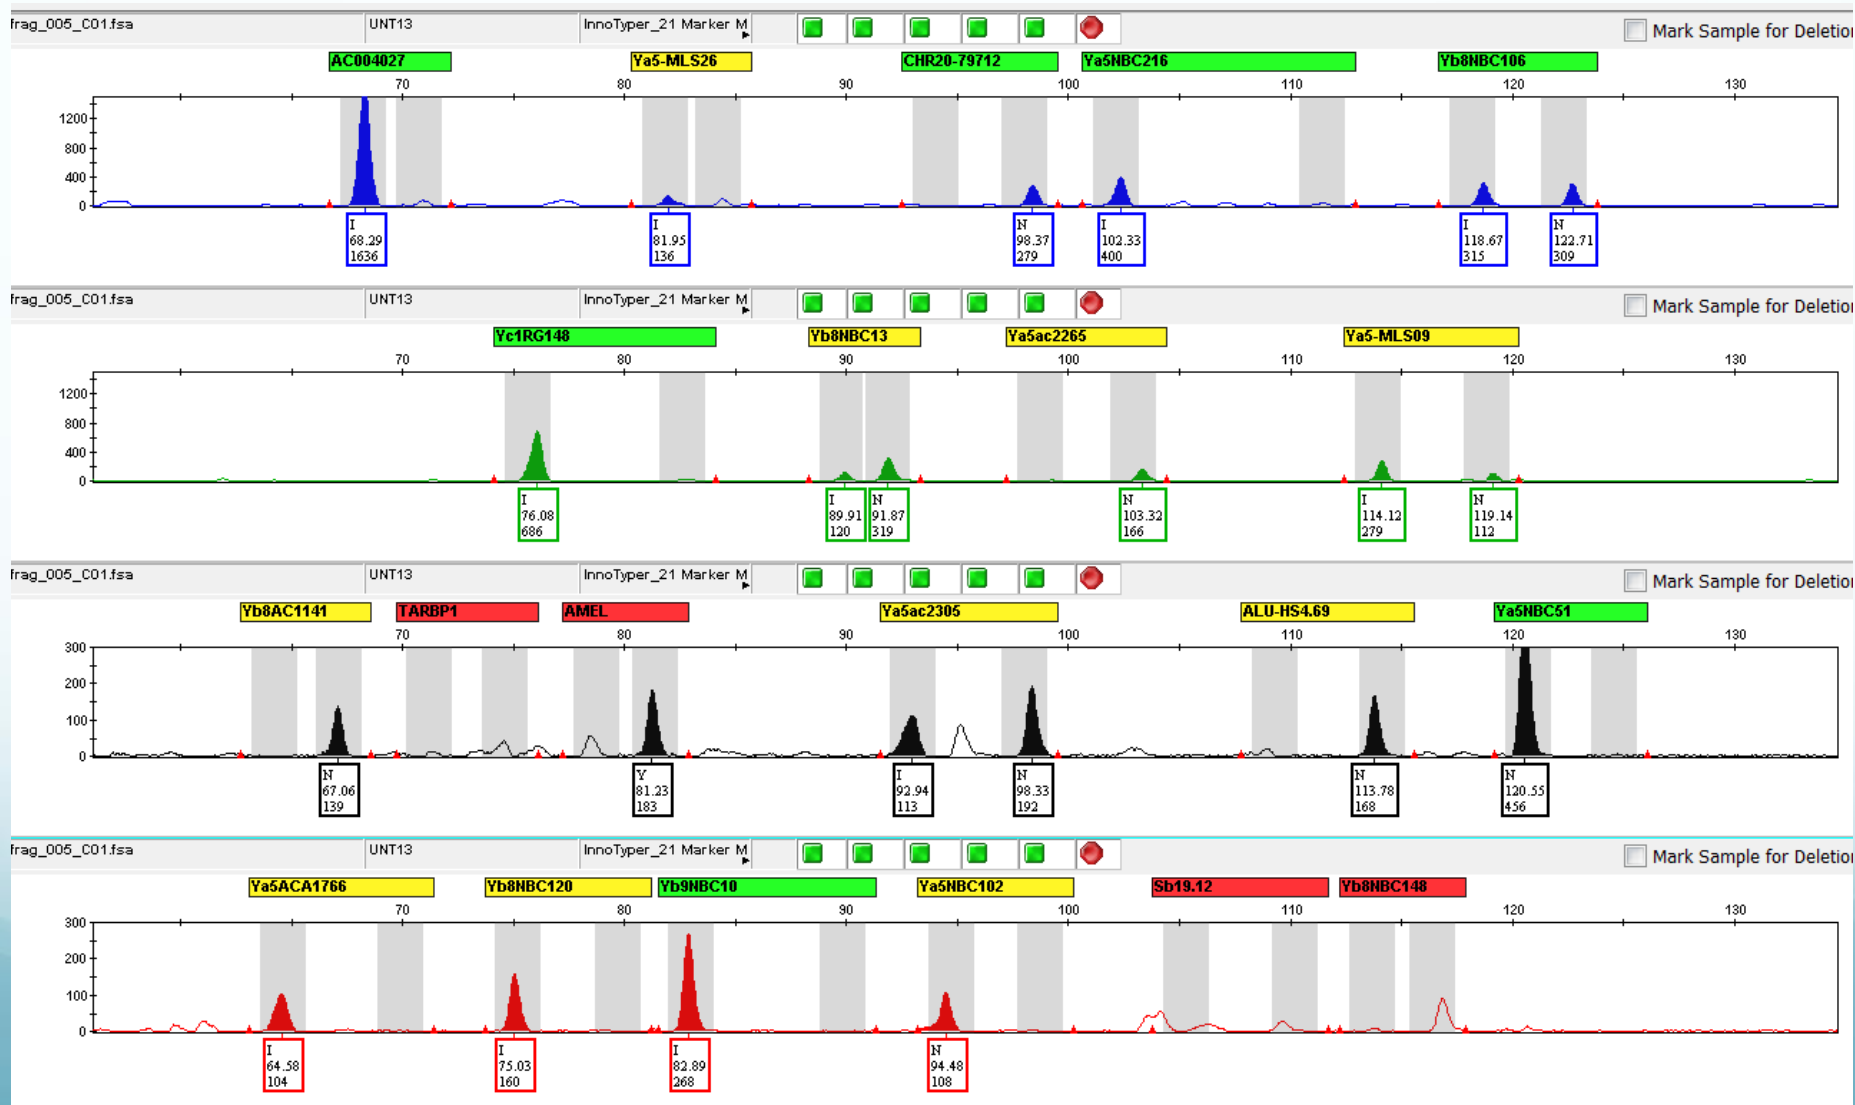 frag_005_C01.fsa UNT13 InnoTyper_21 Marker M Mark Sample for Deletio
AC004027 Ya5-MLS26 CHR20-79712 Ya5NBC216 Yb8NBC106
70 80 90 100 110 120 130
1200
800
400
0
I I N I I N
68.29 81.95 98.37 102.33 118.67 122.71
1636 136 279 400 315 309
frag_005_C01.fsa UNT13 InnoTyper_21 Marker M Mark Sample for Deletio
Yc1RG148 Yb8NBC13 Ya5ac2265 Ya5-MLS09
70 80 90 100 110 120 130
1200
800
400
0
I I N N I N
76.08 89.91 91.87 103.32 114.12 119.14
686 120 319 166 279 112
frag_005_C01.fsa UNT13 InnoTyper_21 Marker M Mark Sample for Deletio
Yb8AC1141 TARBP1 AMEL Ya5ac2305 ALU-HS4.69 Ya5NBC51
70 80 90 100 110 120 130
300
200
100
0
N Y I N N N
67.06 81.23 92.94 98.33 113.78 120.55
139 183 113 192 168 456
frag_005_C01.fsa UNT13 InnoTyper_21 Marker M Mark Sample for Deletio
Ya5ACA1766 Yb8NBC120 Yb9NBC10 Ya5NBC102 Sb19.12 Yb8NBC148
70 80 90 100 110 120 130
300
200
100
0
I I I N
64.58 75.03 82.89 94.48
104 160 268 108